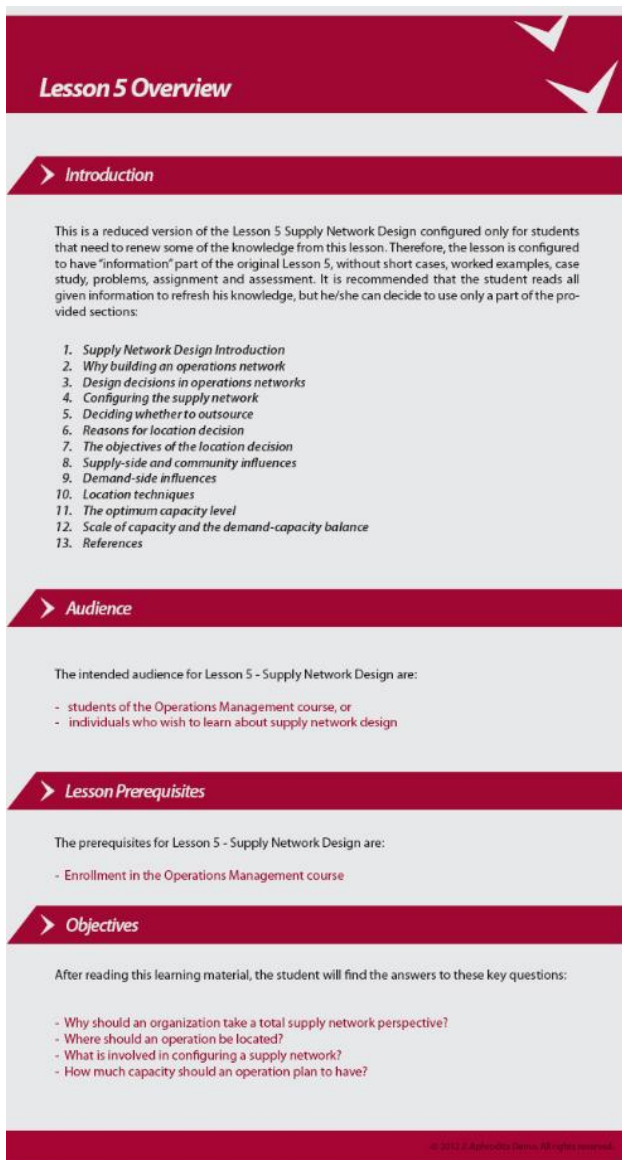 Lesson 5 Overview
Introduction
This is a reduced version of the Lesson 5 Supply Network Design configured only for students
that need to renew some of the knowledge from this lesson. Therefore, the lesson is configured
to have "information" part of the original Lesson 5, without short cases, worked examples, case
study, problems, assignment and assessment. It is recommended that the student reads all
given information to refresh his knowledge, but he/she can decide to use only a part of the pro-
vided sections:
1. Supply Network Design Introduction
2. Why building an operations network
3. Design decisions in operations networks
4. Configuring the supply network
5. Deciding whether to outsource
6. Reasons for location decision
7. The objectives of the location decision
8. Supply-side and community influences
9. Demand-side influences
10. Location techniques
11. The optimum capacity level
12. Scale of capacity and the demand-capacity balance
13. References
Audience
The intended audience for Lesson 5 - Supply Network Design are:
- students of the Operations Management course, or
- individuals who wish to learn about supply network design
Lesson Prerequisites
The prerequisites for Lesson 5 - Supply Network Design are:
- Enrollment in the Operations Management course
Objectives
After reading this learning material, the student will find the answers to these key questions:
- Why should an organization take a total supply network perspective?
- Where should an operation be located?
- What is involved in configuring a supply network?
- How much capacity should an operation plan to have?
All rights reserved.